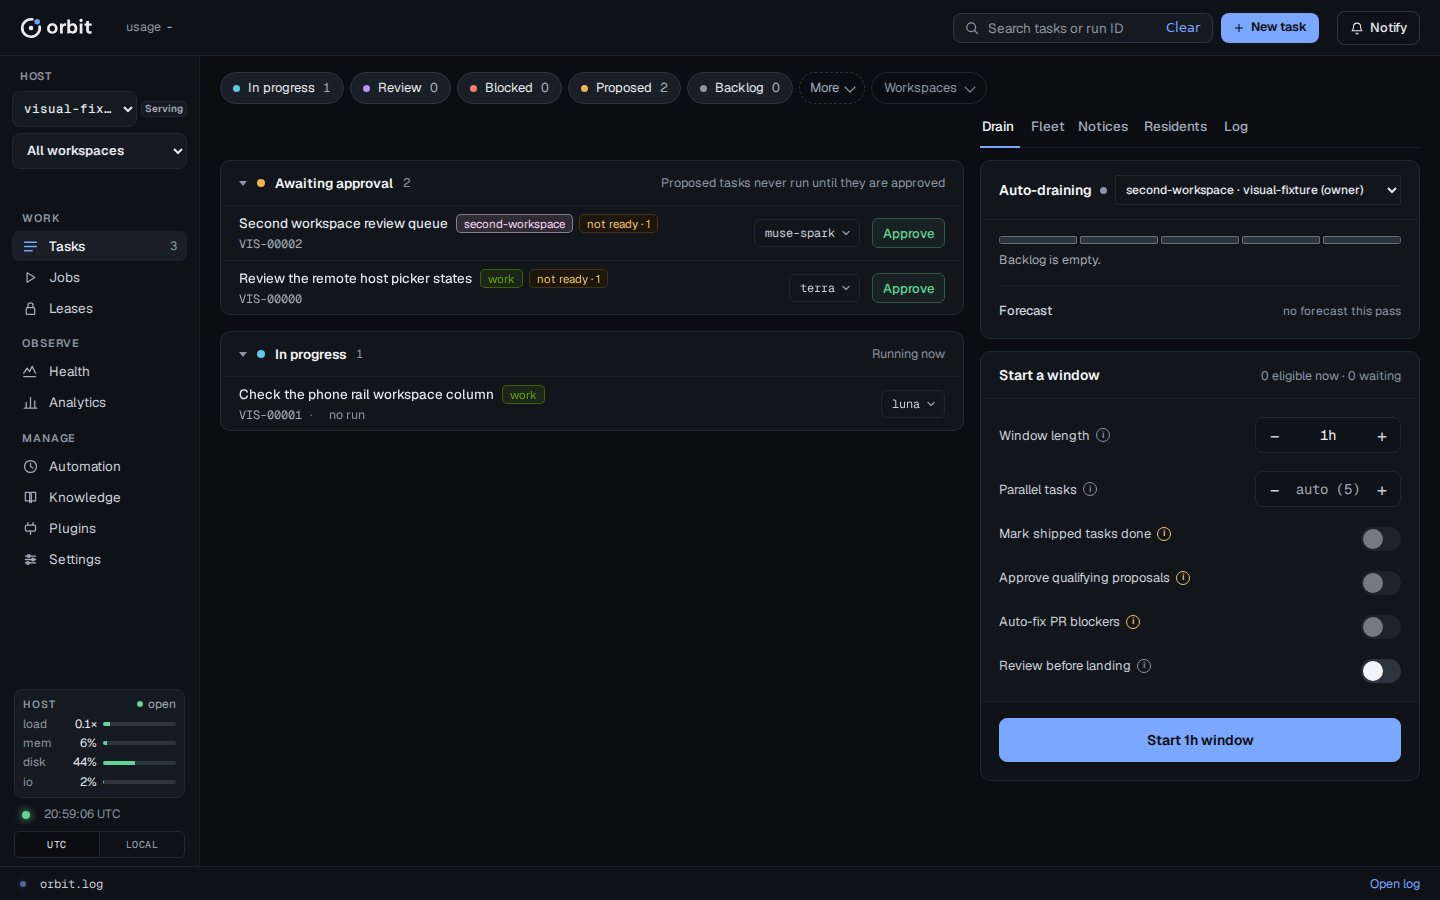 orbit
usage –
Search tasks or run ID
Clear
+ New task
Notify
HOST
visual-fix…
Serving
All workspaces
WORK
Tasks 3
Jobs
Leases
OBSERVE
Health
Analytics
MANAGE
Automation
Knowledge
Plugins
Settings
HOST open
load 0.1×
mem 6%
disk 44%
io 2%
20:59:06 UTC
UTC LOCAL
In progress 1
Review 0
Blocked 0
Proposed 2
Backlog 0
More
Workspaces
Awaiting approval 2
Proposed tasks never run until they are approved
Second workspace review queue second-workspace not ready · 1
VIS-00002
muse-spark
Approve
Review the remote host picker states work not ready · 1
VIS-00000
terra
Approve
In progress 1
Running now
Check the phone rail workspace column work
VIS-00001 · no run
luna
Drain Fleet Notices Residents Log
Auto-draining
second-workspace · visual-fixture (owner)
Backlog is empty.
Forecast
no forecast this pass
Start a window
0 eligible now · 0 waiting
Window length
− 1h +
Parallel tasks
− auto (5) +
Mark shipped tasks done
Approve qualifying proposals
Auto-fix PR blockers
Review before landing
Start 1h window
orbit.log
Open log